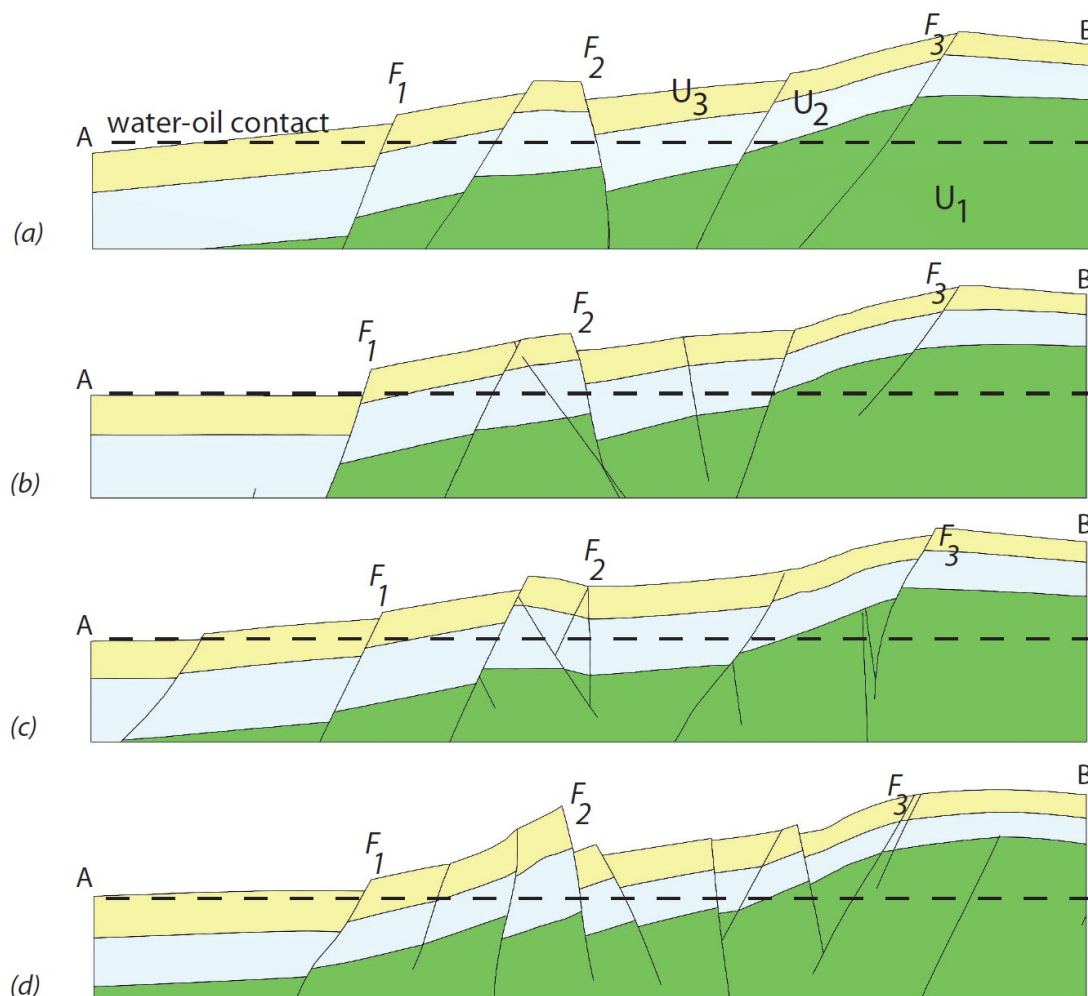 F3 B
F2
F1 U3 U2
A water-oil contact
U1
(a)
F3 B
F2
F1
A
(b)
B
F3
F2
F1
A
(c)
B
F3
F2
F1
A
(d)